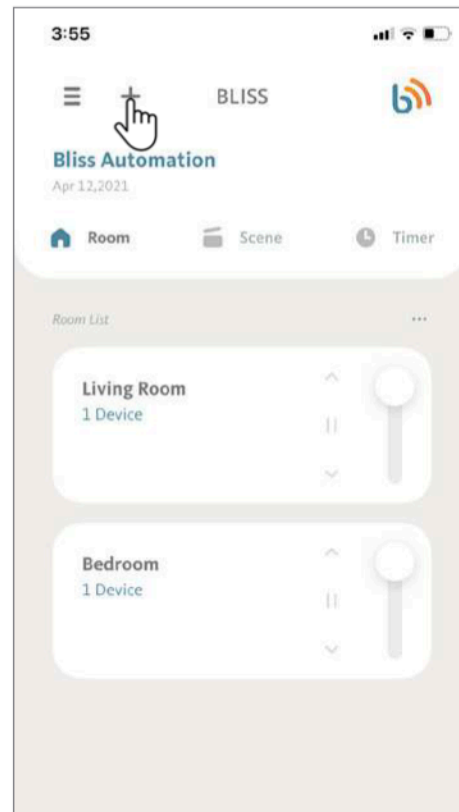 3:55
BLISS
Bliss Automation
Apr 12,2021
Room Scene Timer
Room List
Living Room
1 Device
Bedroom
1 Device